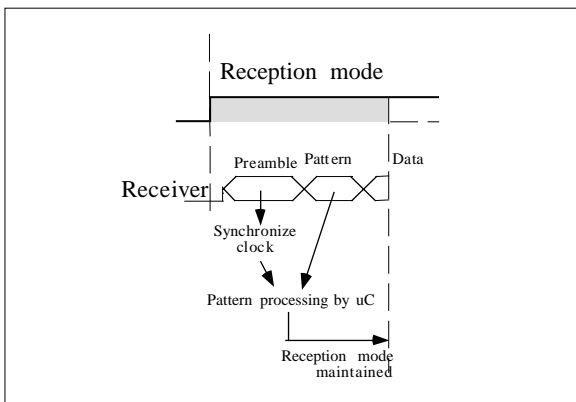 Reception mode
Preamble Pattern Data
Receiver
Synchronize
clock
Pattern processing by uC
Reception mode
maintained